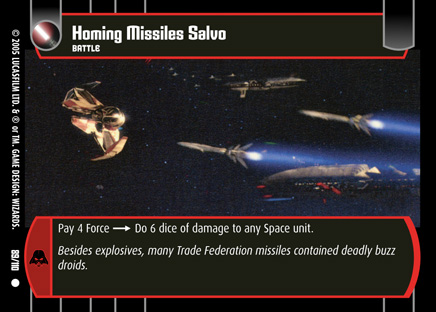 Homing Missiles Salvo
BATTLE
© 2005 LUCASFILM LTD. & ® or TM. GAME DESIGN: WIZARDS.
Pay 4 Force → Do 6 dice of damage to any Space unit.
Besides explosives, many Trade Federation missiles contained deadly buzz
droids.
89/110